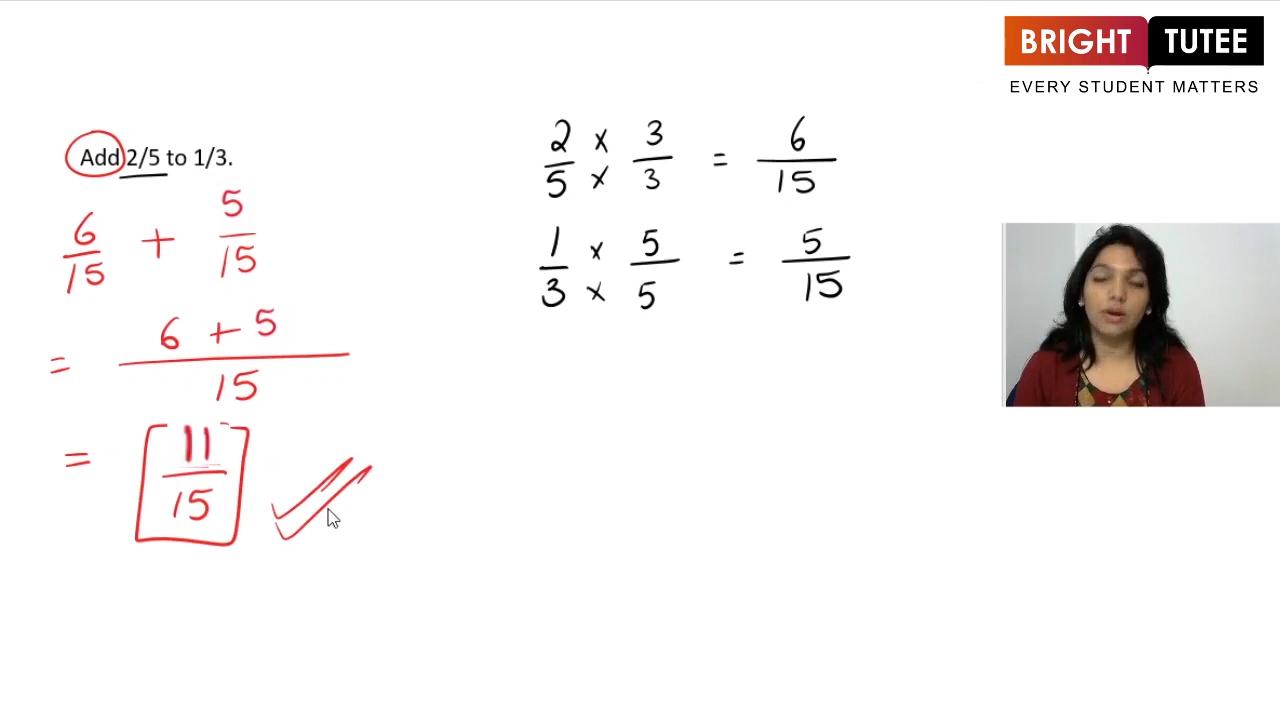 BRIGHT TUTEE
EVERY STUDENT MATTERS
Add 2/5 to 1/3.
6/15 + 5/15
= (6 + 5)/15
= 11/15
2/5 × 3/3 = 6/15
1/3 × 5/5 = 5/15